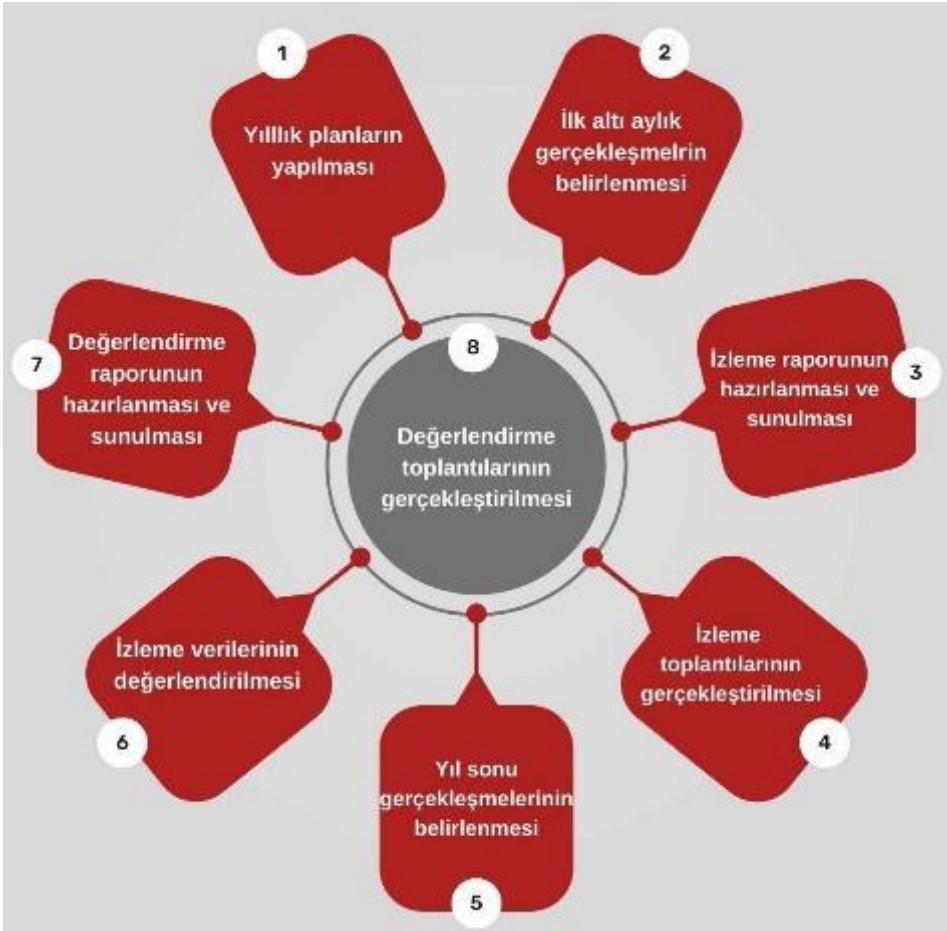 1
Yılllık planların
yapılması
2
İlk altı aylık
gerçekleşmelrin
belirlenmesi
3
İzleme raporunun
hazırlanması ve
sunulması
4
İzleme
toplantılarının
gerçekleştirilmesi
5
Yıl sonu
gerçekleşmelerinin
belirlenmesi
6
İzleme verilerinin
değerlendirilmesi
7
Değerlendirme
raporunun
hazırlanması ve
sunulması
8
Değerlendirme
toplantılarının
gerçekleştirilmesi